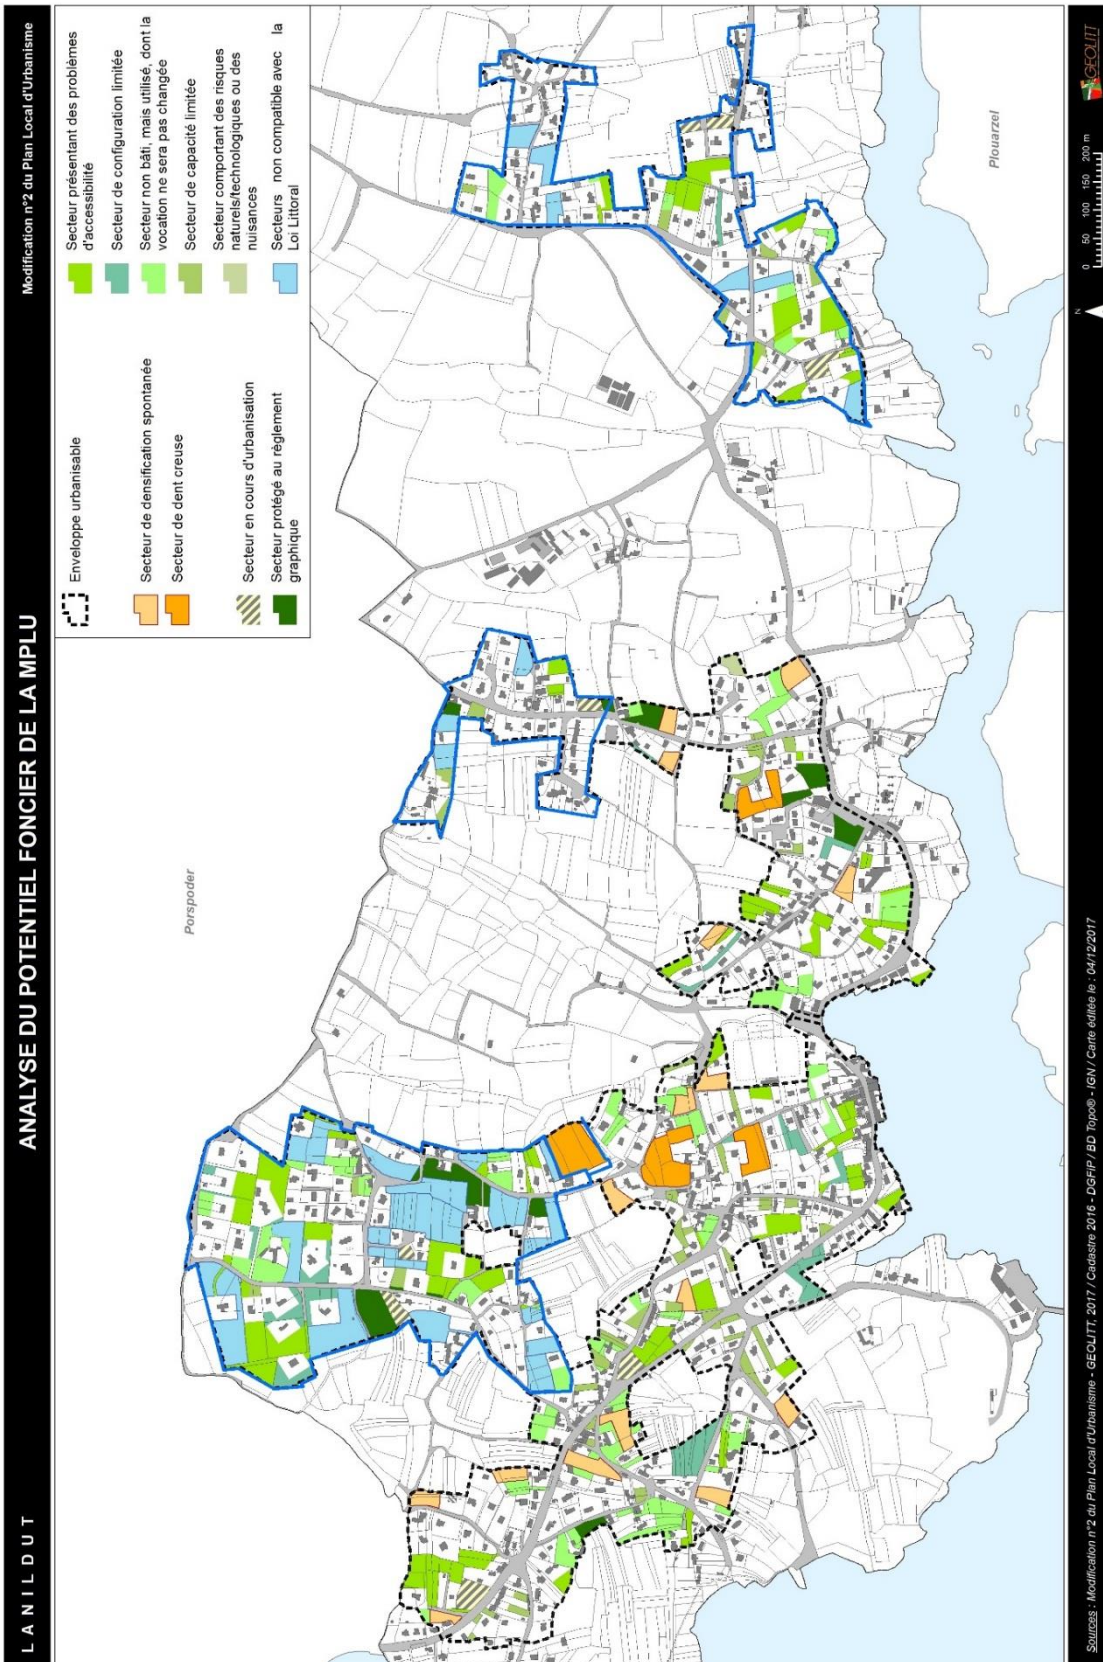 LANILDUT
ANALYSE DU POTENTIEL FONCIER DE LA MPLU
Modification n°2 du Plan Local d'Urbanisme
Enveloppe urbanisable
Secteur de densification spontanée
Secteur de dent creuse
Secteur en cours d'urbanisation
Secteur protégé au règlement
graphique
Secteur présentant des problèmes
d'accessibilité
Secteur de configuration limitée
Secteur non bâti, mais utilisé, dont la
vocation ne sera pas changée
Secteur de capacité limitée
Secteur comportant des risques
naturels/technologiques ou des
nuisances
Secteurs non compatible avec la
Loi Littoral
Porspoder
Plouarzel
Sources : Modification n°2 du Plan Local d'Urbanisme - GEOLITT, 2017 / Cadastre 2016 - DGFiP / BD Topo® - IGN / Carte éditée le : 04/12/2017
N
0 50 100 150 200 m
GEOLITT